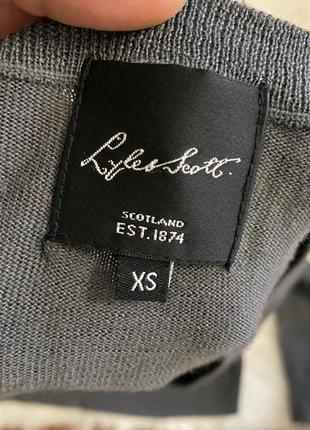 Lyle & Scott.
SCOTLAND
EST.1874
XS